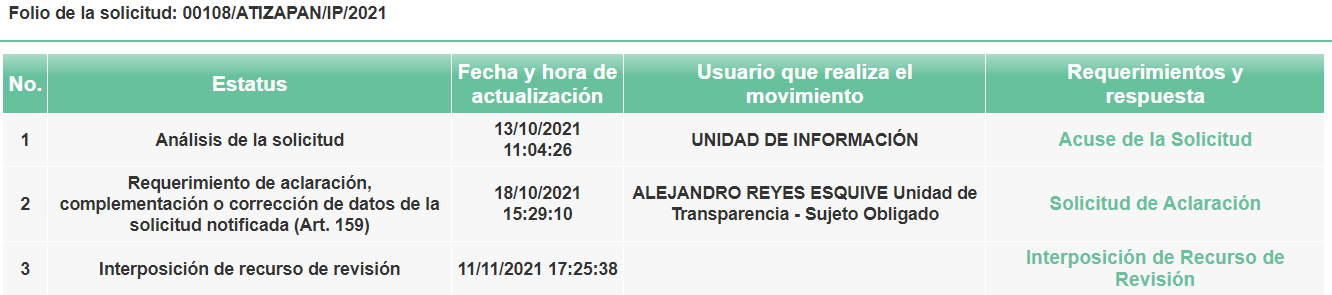 Folio de la solicitud: 00108/ATIZAPAN/IP/2021
No.
Estatus
Fecha y hora de
actualización
Usuario que realiza el
movimiento
Requerimientos y
respuesta
1
Análisis de la solicitud
13/10/2021
11:04:26
UNIDAD DE INFORMACIÓN
Acuse de la Solicitud
2
Requerimiento de aclaración,
complementación o corrección de datos de la
solicitud notificada (Art. 159)
18/10/2021
15:29:10
ALEJANDRO REYES ESQUIVE Unidad de
Transparencia - Sujeto Obligado
Solicitud de Aclaración
3
Interposición de recurso de revisión
11/11/2021 17:25:38
Interposición de Recurso de
Revisión